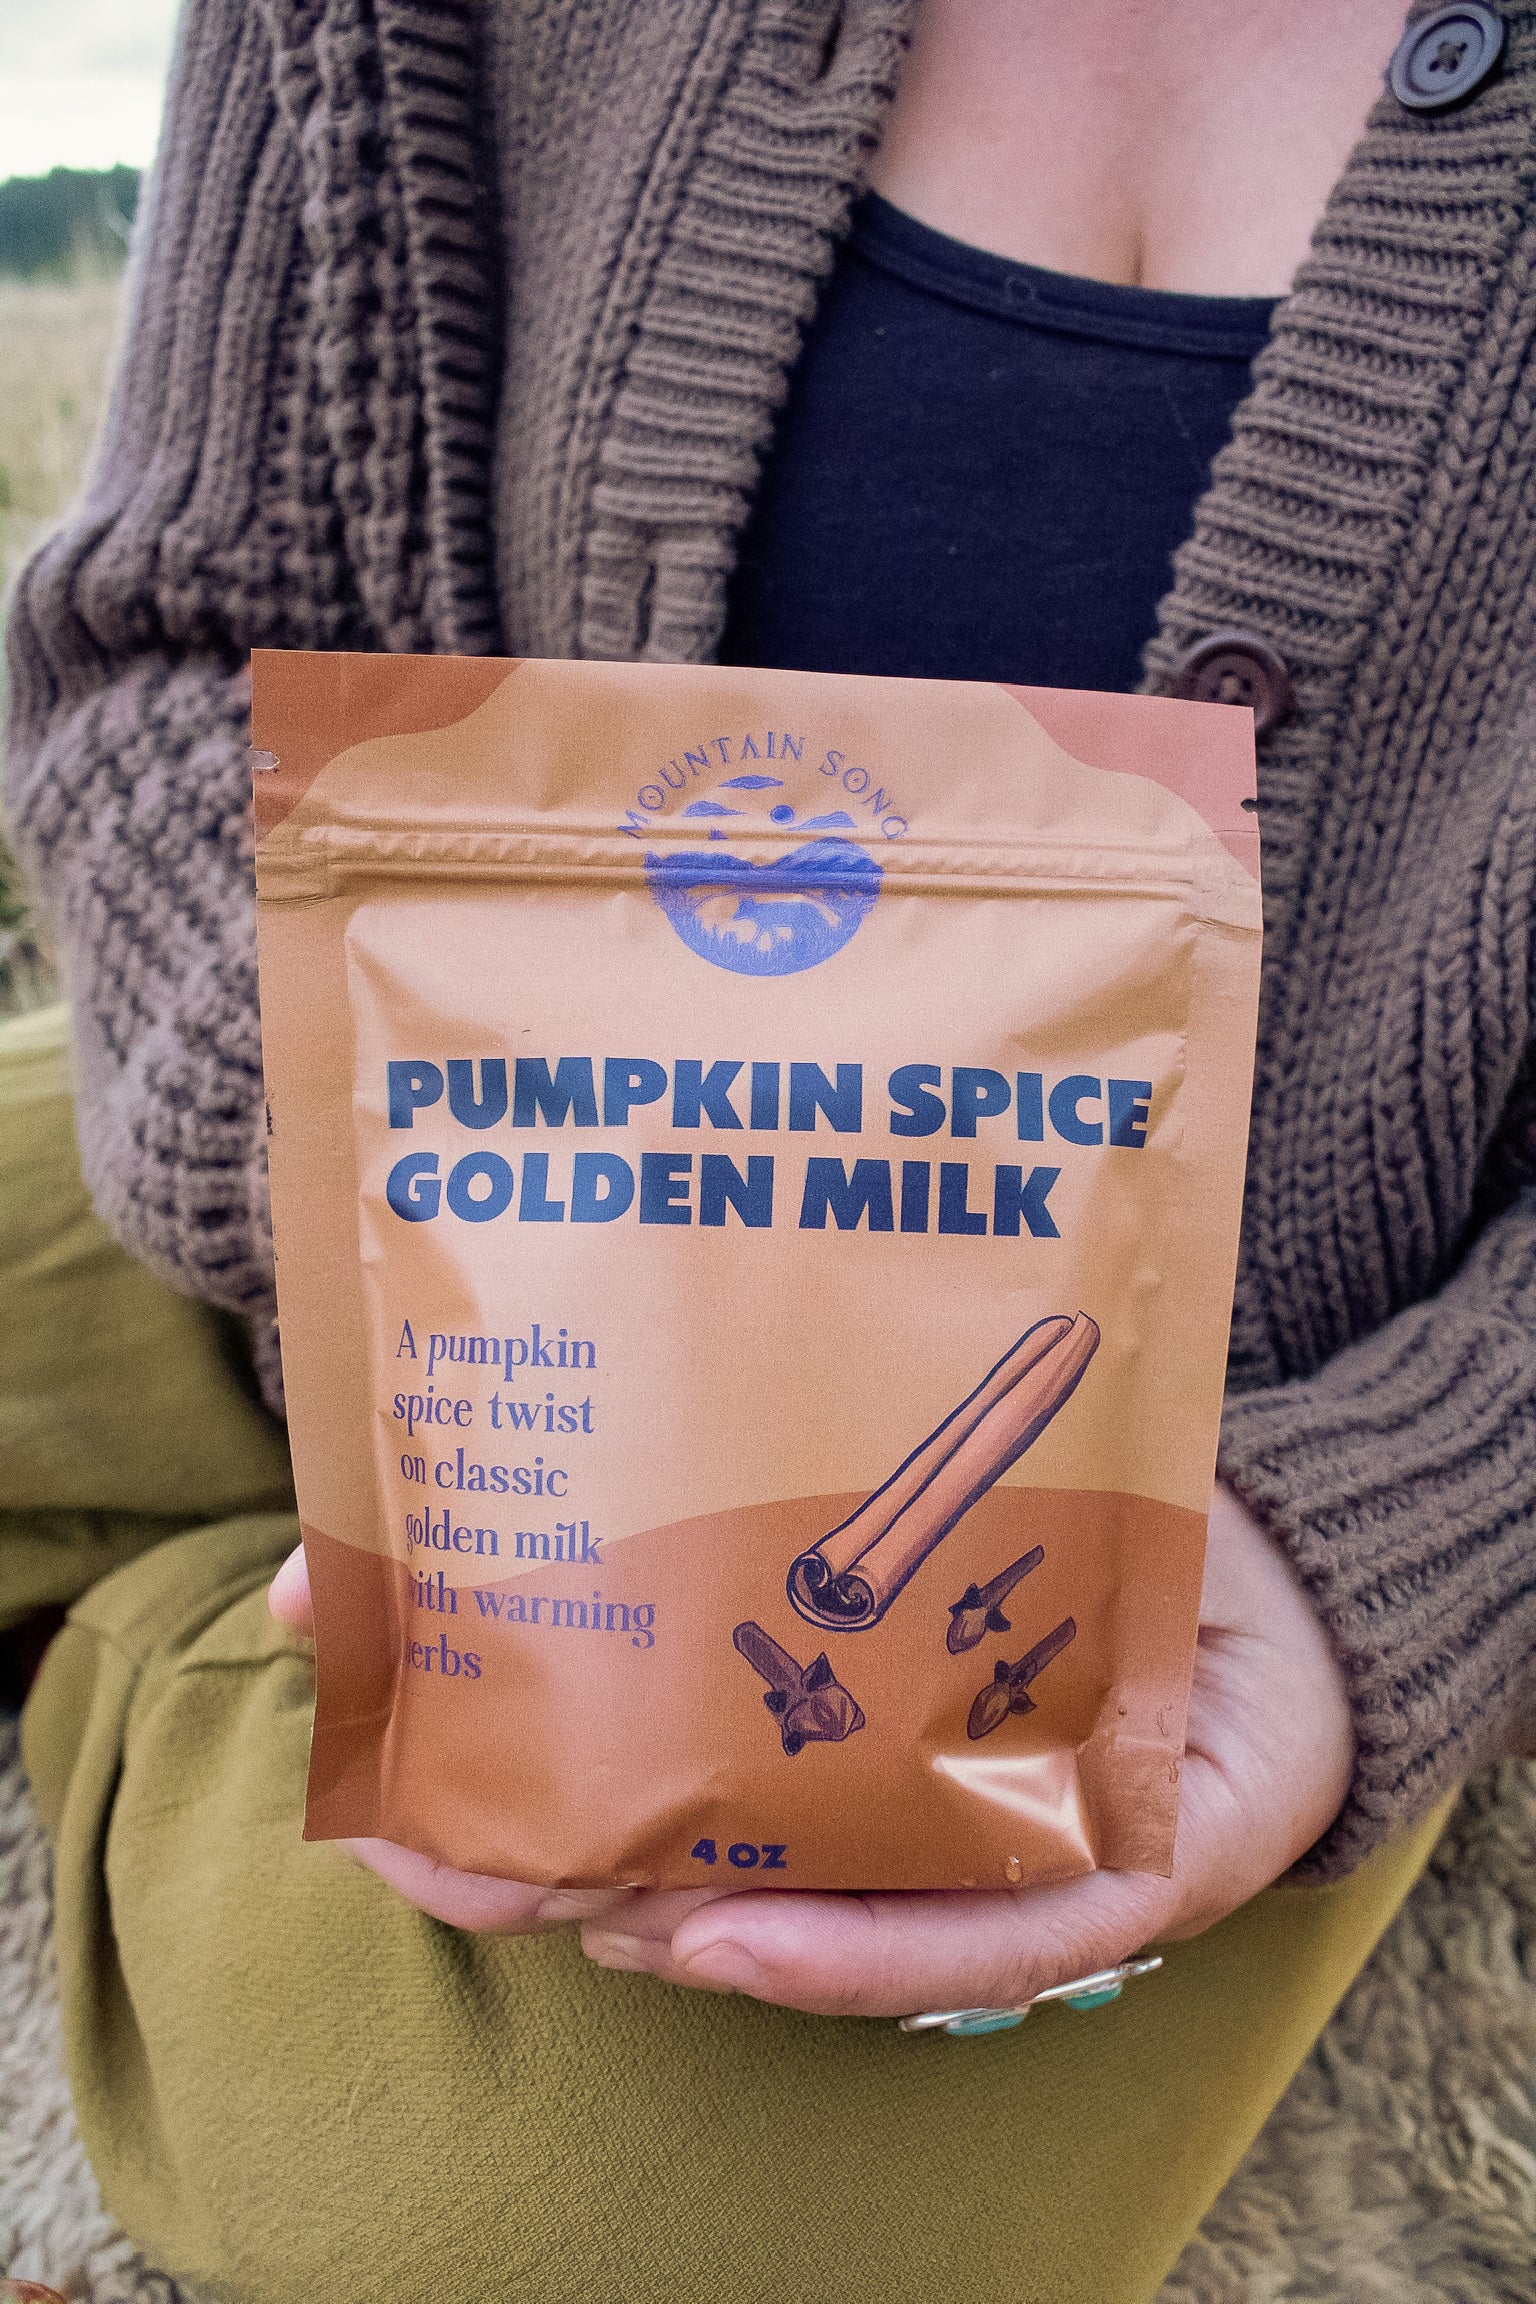 MOUNTAIN SONG
PUMPKIN SPICE
GOLDEN MILK
A pumpkin
spice twist
on classic
golden milk
with warming
herbs
4 OZ